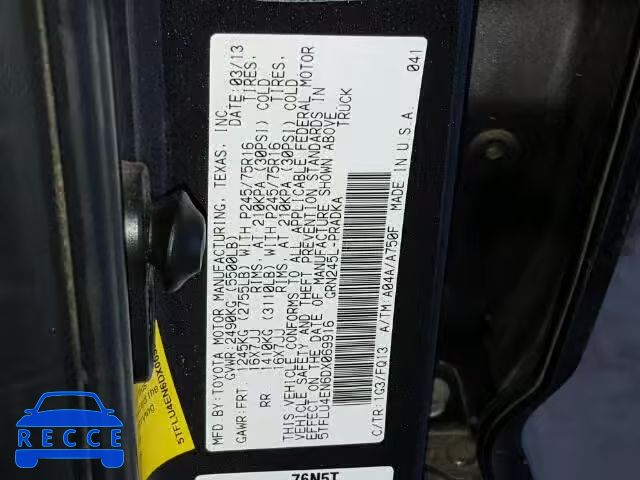 MFD.BY:TOYOTA MOTOR MANUFACTURING, TEXAS, INC.
DATE:03/13
GVWR:2490KG (5500LB)
GAWR:FRT. 1245KG (2755LB) WITH P245/75R16 TIRES,
16X7JJ RIMS, AT 210KPA (30PSI) COLD
RR 1410KG (3110LB) WITH P245/75R16 TIRES,
16X7JJ RIMS, AT 210KPA (30PSI) COLD
THIS VEHICLE CONFORMS TO ALL APPLICABLE FEDERAL MOTOR
VEHICLE SAFETY AND THEFT PREVENTION STANDARDS IN
EFFECT ON THE DATE OF MANUFACTURE SHOWN ABOVE
5TFLU4EN6DX069916 GRN245L-PRADKA TRUCK
041
C/TR:1G3/FQ13 A/TM:A04A/A750F MADE IN U.S.A.
76N5T
5TFLU4EN6DX069